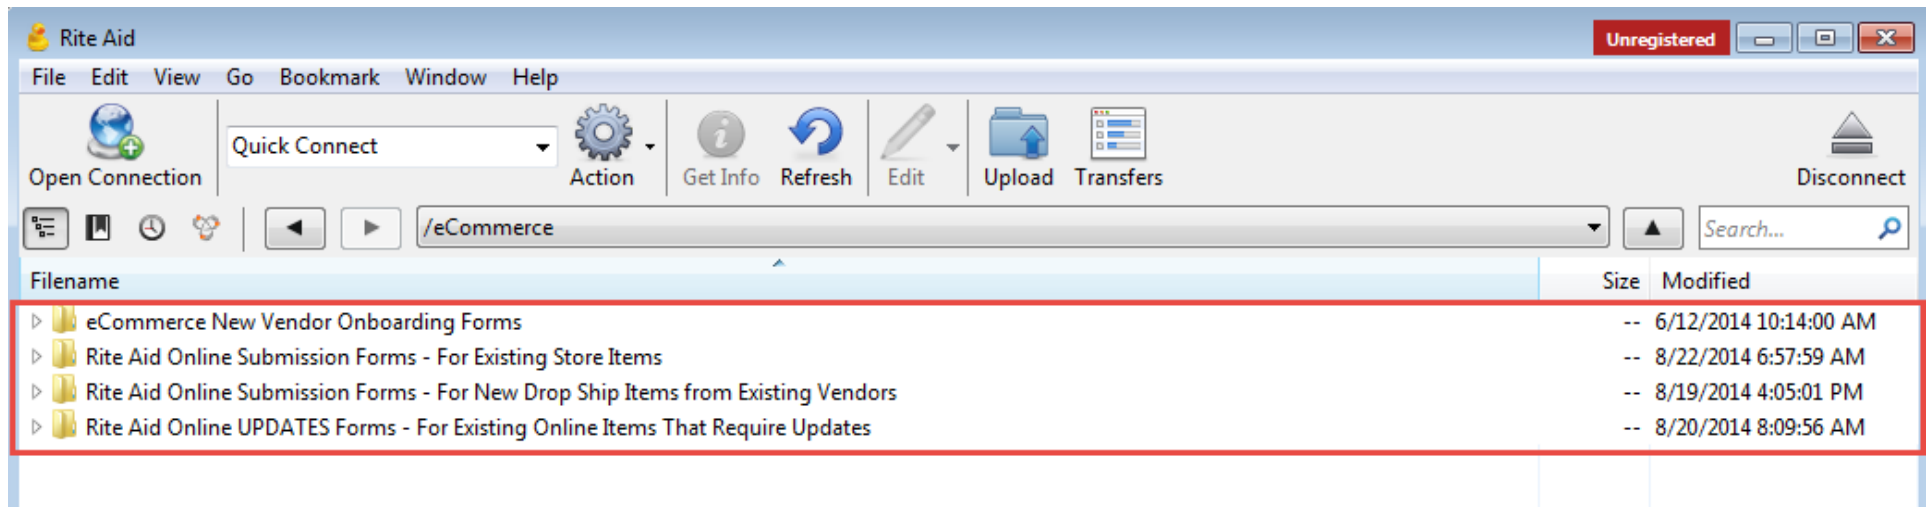 Rite Aid
Unregistered
File Edit View Go Bookmark Window Help
Quick Connect
Open Connection Action Get Info Refresh Edit Upload Transfers Disconnect
/eCommerce Search...
Filename Size Modified
eCommerce New Vendor Onboarding Forms -- 6/12/2014 10:14:00 AM
Rite Aid Online Submission Forms - For Existing Store Items -- 8/22/2014 6:57:59 AM
Rite Aid Online Submission Forms - For New Drop Ship Items from Existing Vendors -- 8/19/2014 4:05:01 PM
Rite Aid Online UPDATES Forms - For Existing Online Items That Require Updates -- 8/20/2014 8:09:56 AM